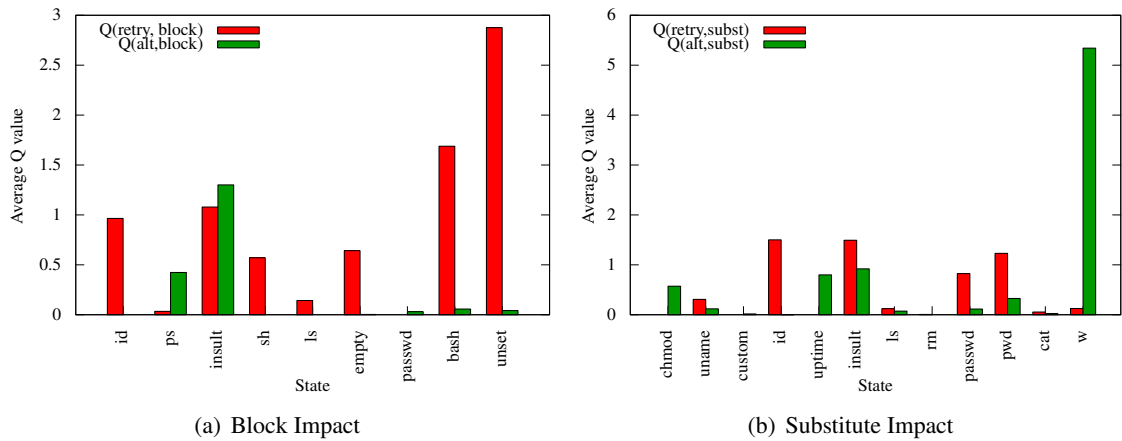 3
2.5
2
1.5
1
0.5
0
Average Q value
Q(retry, block)
Q(alt,block)
id
ps
insult
sh
ls
empty
passwd
bash
unset
State
(a) Block Impact
6
5
4
3
2
1
0
Average Q value
Q(retry,subst)
Q(alt,subst)
chmod
uname
custom
id
uptime
insult
ls
rm
passwd
pwd
cat
w
State
(b) Substitute Impact